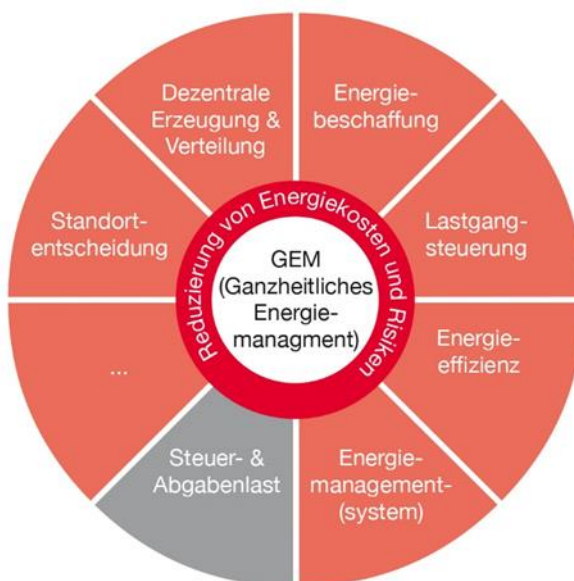 Dezentrale
Erzeugung &
Verteilung
Energie-
beschaffung
Standort-
entscheidung
Lastgang-
steuerung
Reduzierung von Energiekosten und Risiken
GEM
(Ganzheitliches
Energie-
managment)
...
Energie-
effizienz
Steuer- &
Abgabenlast
Energie-
management-
(system)